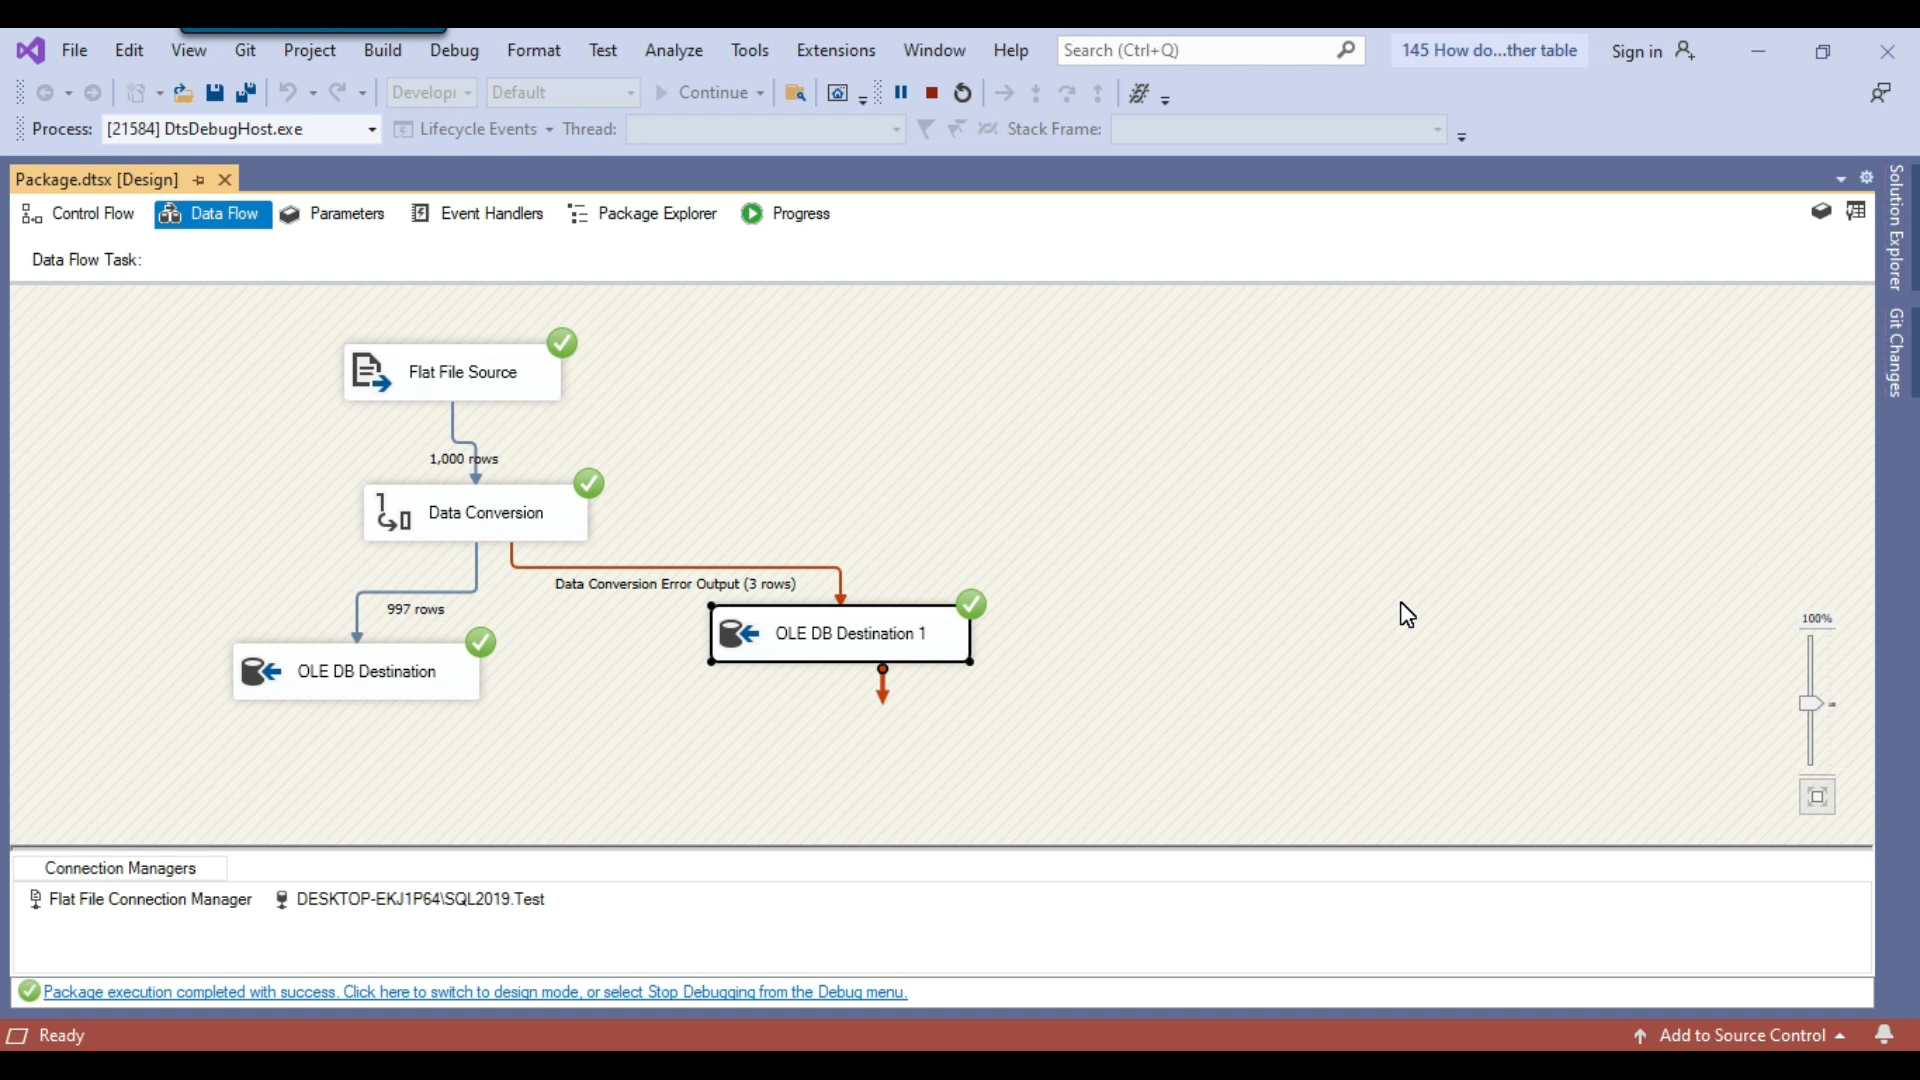 File Edit View Git Project Build Debug Format Test Analyze Tools Extensions Window Help Search (Ctrl+Q) 145 How do...ther table Sign in
Develop Default Continue
Process: [21584] DtsDebugHost.exe Lifecycle Events Thread: Stack Frame:
Package.dtsx [Design]
Control Flow Data Flow Parameters Event Handlers Package Explorer Progress
Data Flow Task:
Flat File Source
1,000 rows
Data Conversion
Data Conversion Error Output (3 rows)
997 rows
OLE DB Destination 1
OLE DB Destination
100%
Solution Explorer
Git Changes
Connection Managers
Flat File Connection Manager DESKTOP-EKJ1P64\SQL2019.Test
Package execution completed with success. Click here to switch to design mode, or select Stop Debugging from the Debug menu.
Ready Add to Source Control